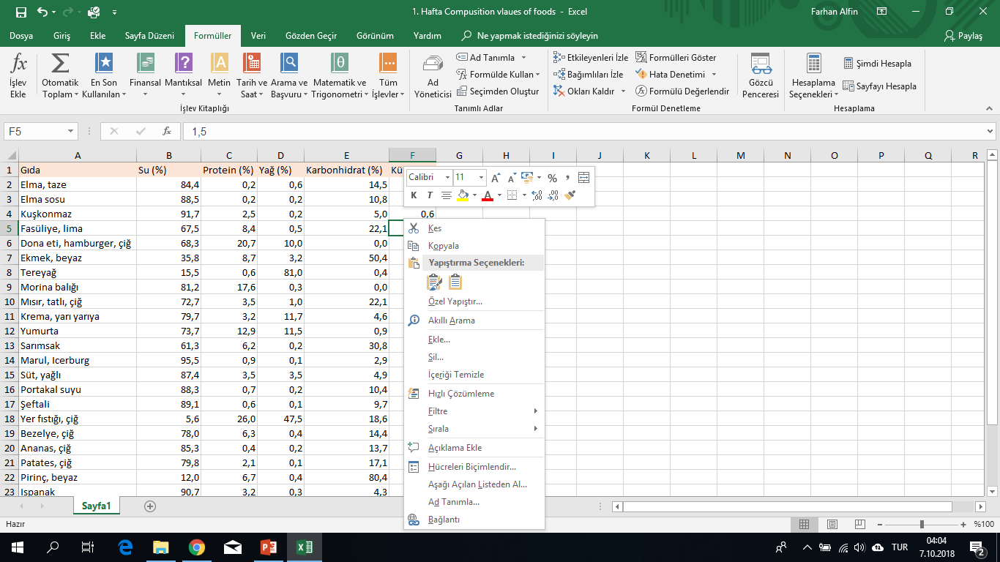 1. Hafta Compusition vlaues of foods - Excel
Farhan Alfin
Dosya Giriş Ekle Sayfa Düzeni Formüller Veri Gözden Geçir Görünüm Yardım Ne yapmak istediğinizi söyleyin Paylaş
fx İşlev Ekle
Σ Otomatik Toplam
En Son Kullanılan
Finansal
? Mantıksal
A Metin
Tarih ve Saat
Arama ve Başvuru
θ Matematik ve Trigonometri
Tüm İşlevler
İşlev Kitaplığı
Ad Yöneticisi
Ad Tanımla
Formülde Kullan
Seçimden Oluştur
Tanımlı Adlar
Etkileyenleri İzle
Bağımlıları İzle
Okları Kaldır
Formülleri Göster
Hata Denetimi
Formülü Değerlendir
Gözcü Penceresi
Formül Denetleme
Hesaplama Seçenekleri
Şimdi Hesapla
Sayfayı Hesapla
Hesaplama
F5 fx 1,5
A B C D E F G H I J K L M N O P Q R
1 Gıda Su (%) Protein (%) Yağ (%) Karbonhidrat (%) Kü
2 Elma, taze 84,4 0,2 0,6 14,5
3 Elma sosu 88,5 0,2 0,2 10,8
4 Kuşkonmaz 91,7 2,5 0,2 5,0 0,6
5 Fasüliye, lima 67,5 8,4 0,5 22,1
6 Dona eti, hamburger, çiğ 68,3 20,7 10,0 0,0
7 Ekmek, beyaz 35,8 8,7 3,2 50,4
8 Tereyağ 15,5 0,6 81,0 0,4
9 Morina balığı 81,2 17,6 0,3 0,0
10 Mısır, tatlı, çiğ 72,7 3,5 1,0 22,1
11 Krema, yarı yarıya 79,7 3,2 11,7 4,6
12 Yumurta 73,7 12,9 11,5 0,9
13 Sarımsak 61,3 6,2 0,2 30,8
14 Marul, Icerburg 95,5 0,9 0,1 2,9
15 Süt, yağlı 87,4 3,5 3,5 4,9
16 Portakal suyu 88,3 0,7 0,2 10,4
17 Şeftali 89,1 0,6 0,1 9,7
18 Yer fıstığı, çiğ 5,6 26,0 47,5 18,6
19 Bezelye, çiğ 78,0 6,3 0,4 14,4
20 Ananas, çiğ 85,3 0,4 0,2 13,7
21 Patates, çiğ 79,8 2,1 0,1 17,1
22 Pirinç, beyaz 12,0 6,7 0,4 80,4
23 Ispanak 90,7 3,2 0,3 4,3
Calibri 11 A A % ,
K T A ,00 ,0
Kes
Kopyala
Yapıştırma Seçenekleri:
Özel Yapıştır...
Akıllı Arama
Ekle...
Sil...
İçeriği Temizle
Hızlı Çözümleme
Filtre
Sırala
Açıklama Ekle
Hücreleri Biçimlendir...
Aşağı Açılan Listeden Al...
Ad Tanımla...
Bağlantı
Sayfa1
Hazır %100
TUR
04:04
7.10.2018
2